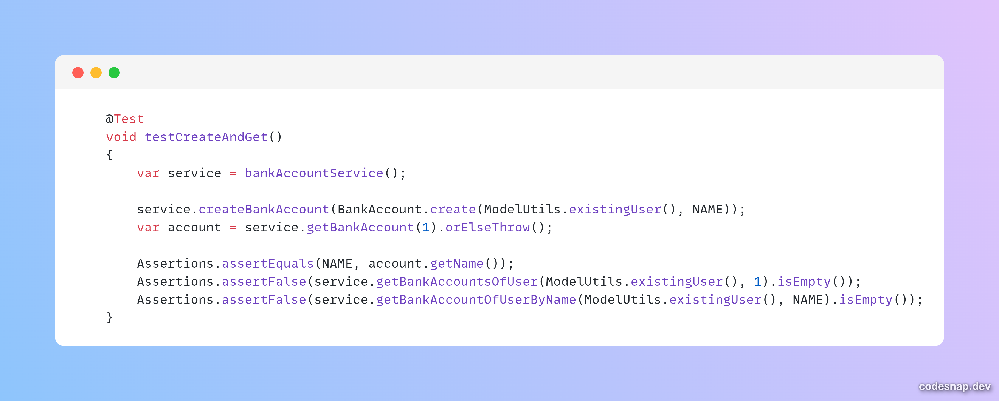 @Test
void testCreateAndGet()
{
    var service = bankAccountService();

    service.createBankAccount(BankAccount.create(ModelUtils.existingUser(), NAME));
    var account = service.getBankAccount(1).orElseThrow();

    Assertions.assertEquals(NAME, account.getName());
    Assertions.assertFalse(service.getBankAccountsOfUser(ModelUtils.existingUser(), 1).isEmpty());
    Assertions.assertFalse(service.getBankAccountOfUserByName(ModelUtils.existingUser(), NAME).isEmpty());
}
codesnap.dev